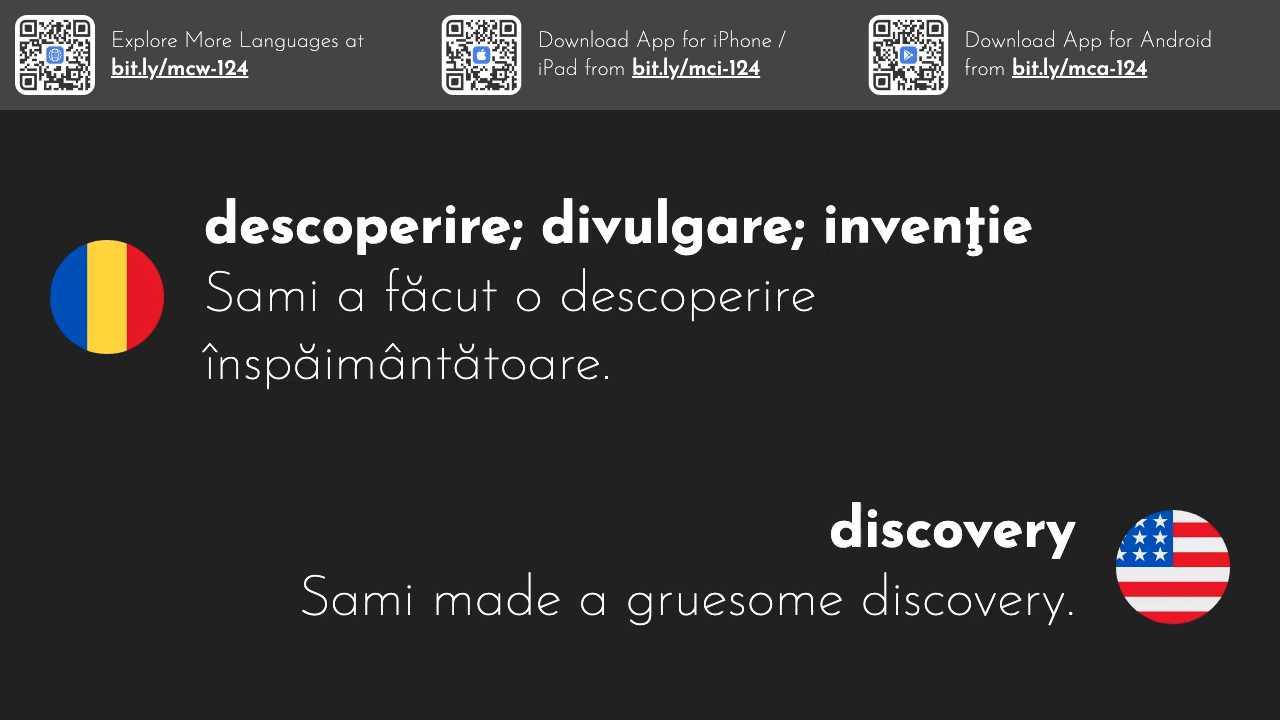 Explore More Languages at
bit.ly/mcw-124
Download App for iPhone /
iPad from bit.ly/mci-124
Download App for Android
from bit.ly/mca-124
descoperire; divulgare; invenţie
Sami a făcut o descoperire
înspăimântătoare.
discovery
Sami made a gruesome discovery.